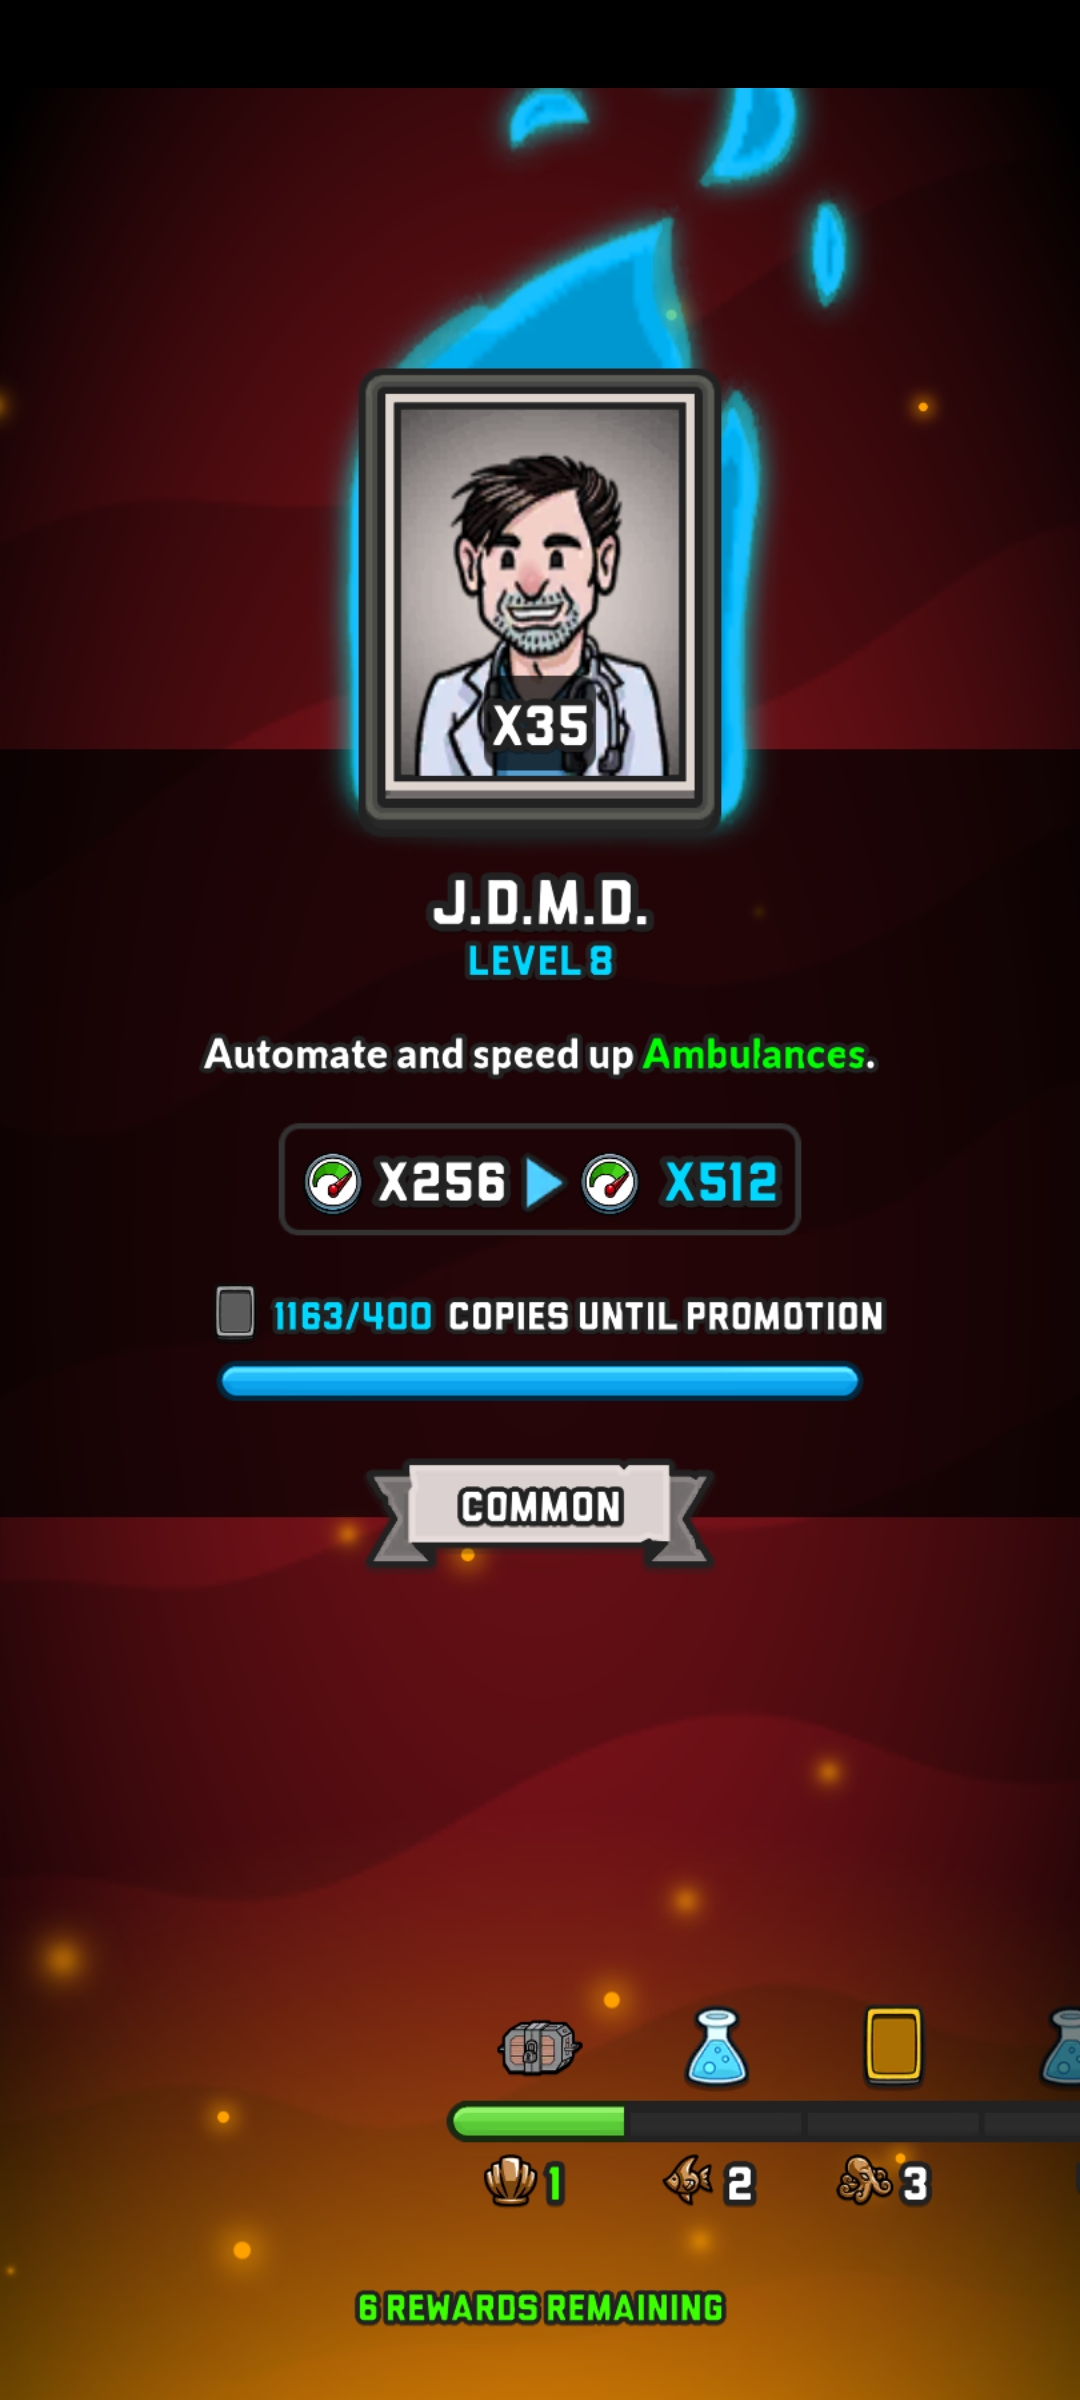 X35
J.D.M.D.
LEVEL 8
Automate and speed up Ambulances.
X256 X512
1163/400 COPIES UNTIL PROMOTION
COMMON
1 2 3
6 REWARDS REMAINING